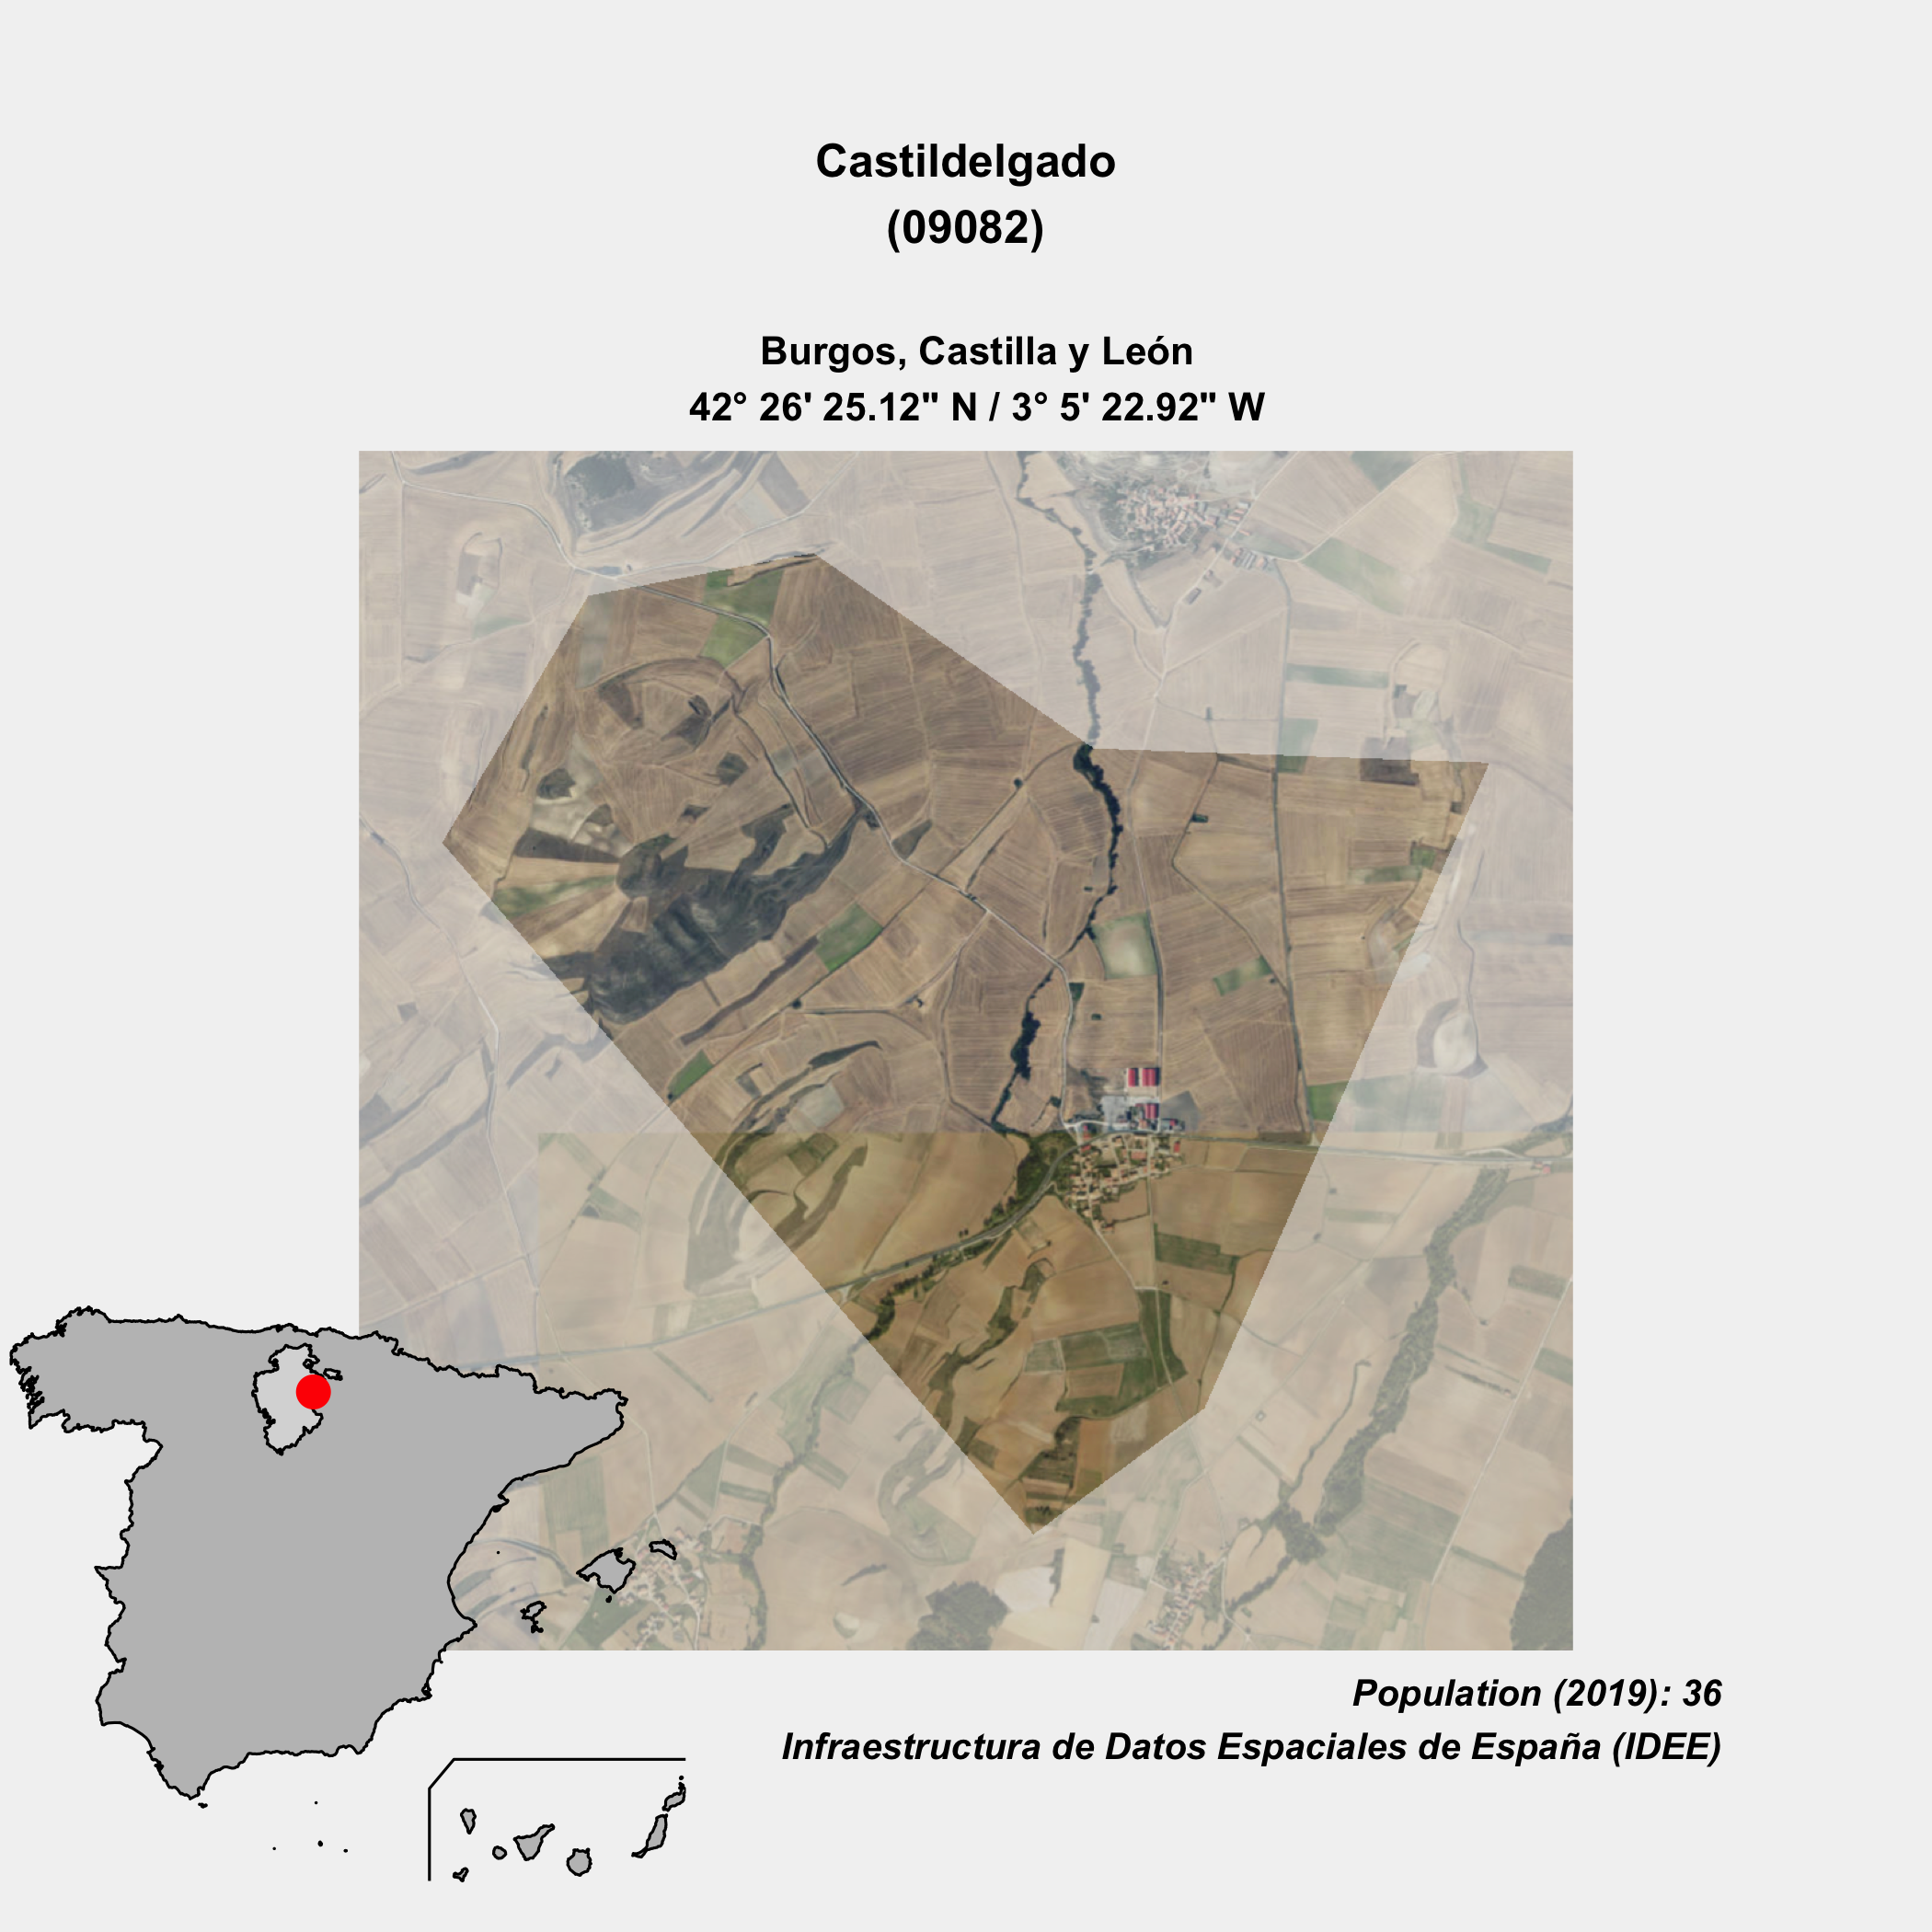 Castildelgado
(09082)
Burgos, Castilla y León
42° 26' 25.12" N / 3° 5' 22.92" W
Population (2019): 36
Infraestructura de Datos Espaciales de España (IDEE)